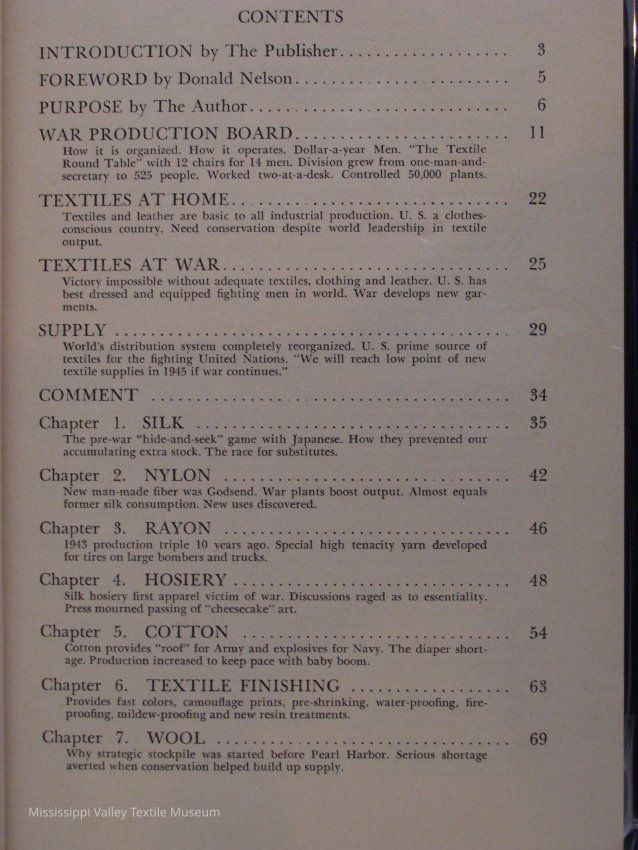 CONTENTS
INTRODUCTION by The Publisher. . . . . . . . . . . . . . . . . . 3
FOREWORD by Donald Nelson. . . . . . . . . . . . . . . . . . . . . . 5
PURPOSE by The Author. . . . . . . . . . . . . . . . . . . . . . . . . . 6
WAR PRODUCTION BOARD. . . . . . . . . . . . . . . . . . . . . . 11
How it is organized. How it operates. Dollar-a-year Men. "The Textile
Round Table" with 12 chairs for 14 men. Division grew from one-man-and-
secretary to 525 people. Worked two-at-a-desk. Controlled 50,000 plants.
TEXTILES AT HOME. . . . . . . . . . . . . . . . . . . . . . . . . . . . 22
Textiles and leather are basic to all industrial production. U. S. a clothes-
conscious country. Need conservation despite world leadership in textile
output.
TEXTILES AT WAR. . . . . . . . . . . . . . . . . . . . . . . . . . . . . 25
Victory impossible without adequate textiles, clothing and leather. U. S. has
best dressed and equipped fighting men in world. War develops new gar-
ments.
SUPPLY . . . . . . . . . . . . . . . . . . . . . . . . . . . . . . . . . . . . . . . 29
World's distribution system completely reorganized. U. S. prime source of
textiles for the fighting United Nations. "We will reach low point of new
textile supplies in 1945 if war continues."
COMMENT . . . . . . . . . . . . . . . . . . . . . . . . . . . . . . . . . . . 34
Chapter 1. SILK . . . . . . . . . . . . . . . . . . . . . . . . . . . . . . . 35
The pre-war "hide-and-seek" game with Japanese. How they prevented our
accumulating extra stock. The race for substitutes.
Chapter 2. NYLON . . . . . . . . . . . . . . . . . . . . . . . . . . . . 42
New man-made fiber was Godsend. War plants boost output. Almost equals
former silk consumption. New uses discovered.
Chapter 3. RAYON . . . . . . . . . . . . . . . . . . . . . . . . . . . . 46
1943 production triple 10 years ago. Special high tenacity yarn developed
for tires on large bombers and trucks.
Chapter 4. HOSIERY . . . . . . . . . . . . . . . . . . . . . . . . . . . 48
Silk hosiery first apparel victim of war. Discussions raged as to essentiality.
Press mourned passing of "cheesecake" art.
Chapter 5. COTTON . . . . . . . . . . . . . . . . . . . . . . . . . . . 54
Cotton provides "roof" for Army and explosives for Navy. The diaper short-
age. Production increased to keep pace with baby boom.
Chapter 6. TEXTILE FINISHING . . . . . . . . . . . . . . . . 63
Provides fast colors, camouflage prints, pre-shrinking, water-proofing, fire-
proofing, mildew-proofing and new resin treatments.
Chapter 7. WOOL . . . . . . . . . . . . . . . . . . . . . . . . . . . . . 69
Why strategic stockpile was started before Pearl Harbor. Serious shortage
averted when conservation helped build up supply.
Mississippi Valley Textile Museum